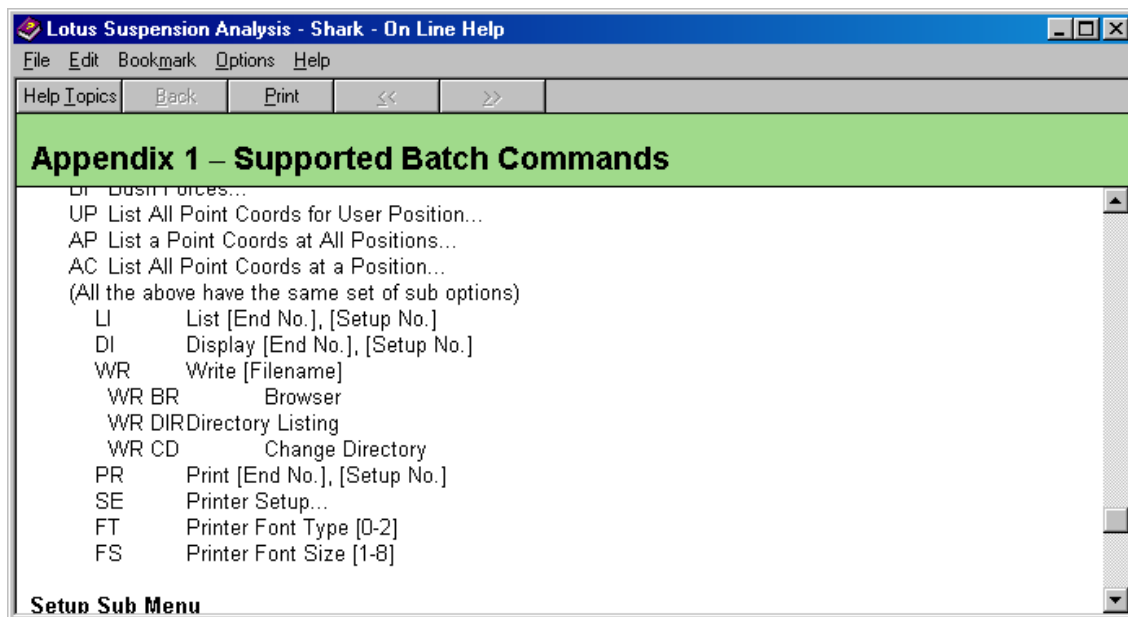 Lotus Suspension Analysis - Shark - On Line Help
File Edit Bookmark Options Help
Help Topics Back Print << >>
Appendix 1 – Supported Batch Commands
Bush Forces...
UP List All Point Coords for User Position...
AP List a Point Coords at All Positions...
AC List All Point Coords at a Position...
(All the above have the same set of sub options)
LI List [End No.], [Setup No.]
DI Display [End No.], [Setup No.]
WR Write [Filename]
WR BR Browser
WR DIRDirectory Listing
WR CD Change Directory
PR Print [End No.], [Setup No.]
SE Printer Setup...
FT Printer Font Type [0-2]
FS Printer Font Size [1-8]
Setup Sub Menu